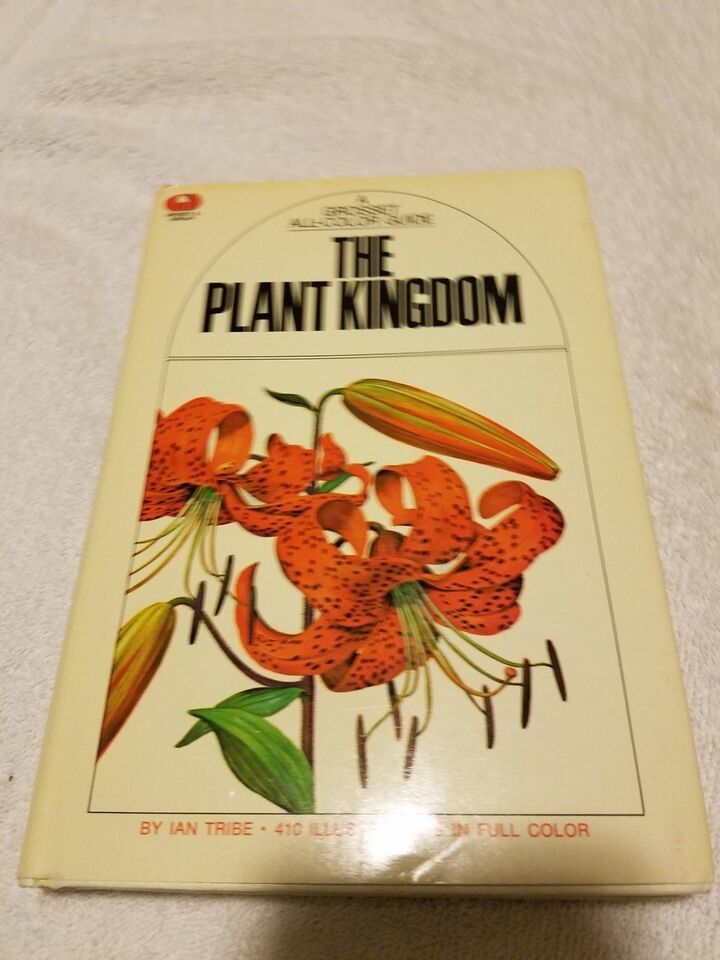 A
GROSSET
ALL-COLOR GUIDE
THE
PLANT KINGDOM
BY IAN TRIBE • 410 IN FULL COLOR